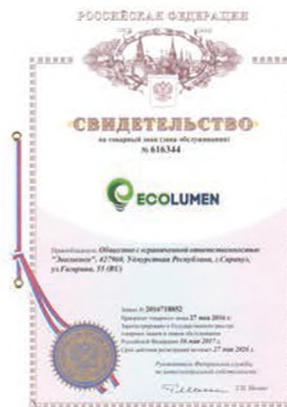 РОССИЙСКАЯ ФЕДЕРАЦИЯ
СВИДЕТЕЛЬСТВО
на товарный знак (знак обслуживания)
№ 616344
ECOLUMEN
Правообладатель: Общество с ограниченной ответственностью
"Эколюмен", 427960, Удмуртская Республика, г.Сарапул,
ул.Гагарина, 55 (RU)
Заявка № 2016718852
Приоритет товарного знака 27 мая 2016 г.
Зарегистрировано в Государственном реестре
товарных знаков и знаков обслуживания
Российской Федерации 16 мая 2017 г.
Срок действия регистрации истекает 27 мая 2026 г.
Руководитель Федеральной службы
по интеллектуальной собственности
Г.П. Ивлиев